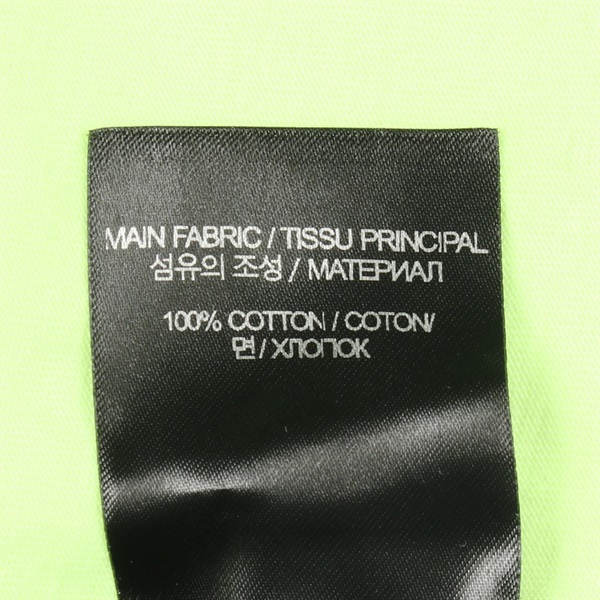 MAIN FABRIC / TISSU PRINCIPAL
섬유의 조성 / МАТЕРИАЛ
100% COTTON / COTON/
면 / ХЛОПОК